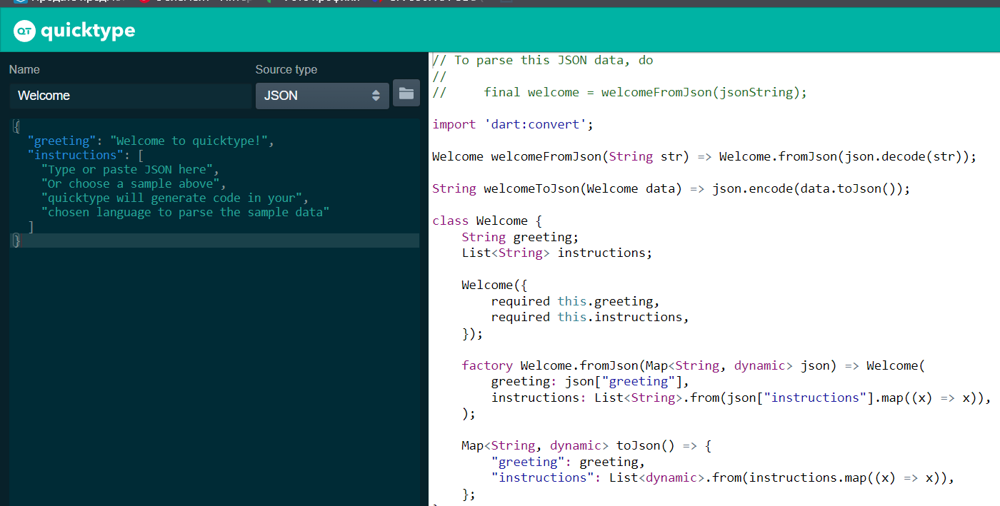 QT quicktype
Name
Source type
Welcome
JSON
{
"greeting": "Welcome to quicktype!",
"instructions": [
"Type or paste JSON here",
"Or choose a sample above",
"quicktype will generate code in your",
"chosen language to parse the sample data"
]
}
// To parse this JSON data, do
//
//     final welcome = welcomeFromJson(jsonString);
import 'dart:convert';
Welcome welcomeFromJson(String str) => Welcome.fromJson(json.decode(str));
String welcomeToJson(Welcome data) => json.encode(data.toJson());
class Welcome {
String greeting;
List<String> instructions;
Welcome({
required this.greeting,
required this.instructions,
});
factory Welcome.fromJson(Map<String, dynamic> json) => Welcome(
greeting: json["greeting"],
instructions: List<String>.from(json["instructions"].map((x) => x)),
);
Map<String, dynamic> toJson() => {
"greeting": greeting,
"instructions": List<dynamic>.from(instructions.map((x) => x)),
};